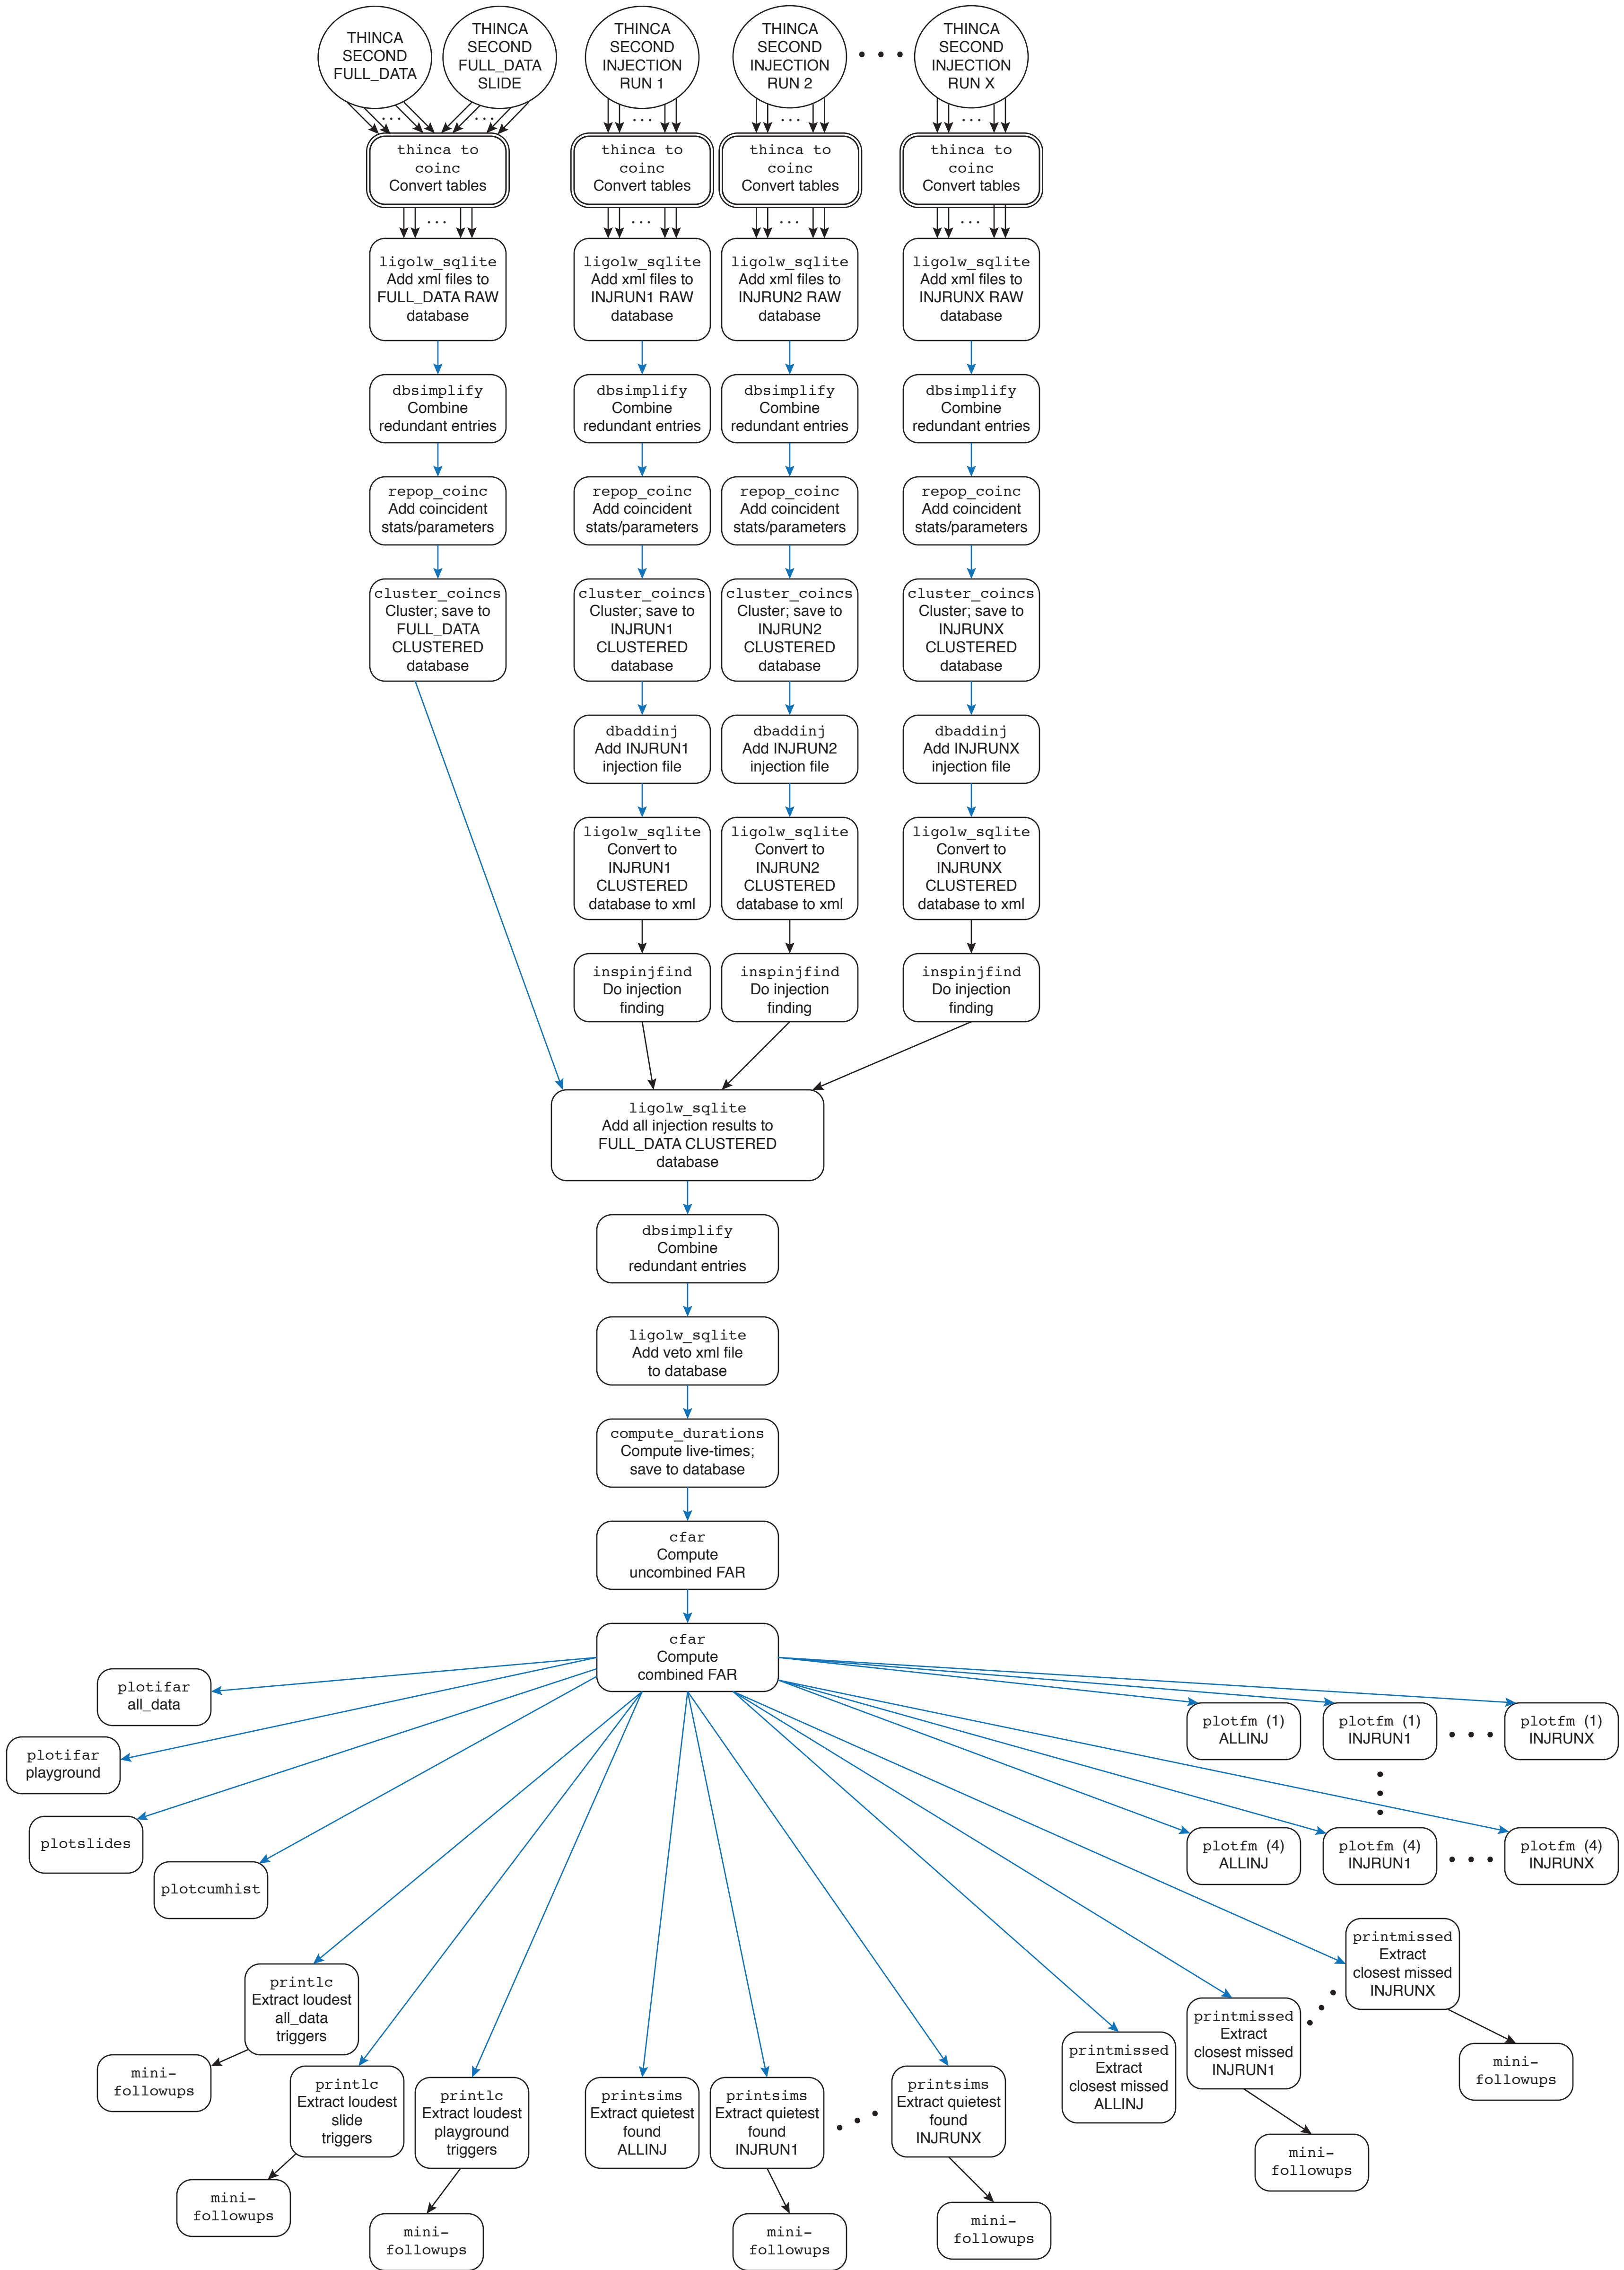 THINCA
SECOND
FULL_DATA
THINCA
SECOND
FULL_DATA
SLIDE
THINCA
SECOND
INJECTION
RUN 1
THINCA
SECOND
INJECTION
RUN 2
• • •
THINCA
SECOND
INJECTION
RUN X
...
...
...
...
...
thinca to
coinc
Convert tables
thinca to
coinc
Convert tables
thinca to
coinc
Convert tables
thinca to
coinc
Convert tables
...
...
...
...
ligolw_sqlite
Add xml files to
FULL_DATA RAW
database
ligolw_sqlite
Add xml files to
INJRUN1 RAW
database
ligolw_sqlite
Add xml files to
INJRUN2 RAW
database
ligolw_sqlite
Add xml files to
INJRUNX RAW
database
dbsimplify
Combine
redundant entries
dbsimplify
Combine
redundant entries
dbsimplify
Combine
redundant entries
dbsimplify
Combine
redundant entries
repop_coinc
Add coincident
stats/parameters
repop_coinc
Add coincident
stats/parameters
repop_coinc
Add coincident
stats/parameters
repop_coinc
Add coincident
stats/parameters
cluster_coincs
Cluster; save to
FULL_DATA
CLUSTERED
database
cluster_coincs
Cluster; save to
INJRUN1
CLUSTERED
database
cluster_coincs
Cluster; save to
INJRUN2
CLUSTERED
database
cluster_coincs
Cluster; save to
INJRUNX
CLUSTERED
database
dbaddinj
Add INJRUN1
injection file
dbaddinj
Add INJRUN2
injection file
dbaddinj
Add INJRUNX
injection file
ligolw_sqlite
Convert to
INJRUN1
CLUSTERED
database to xml
ligolw_sqlite
Convert to
INJRUN2
CLUSTERED
database to xml
ligolw_sqlite
Convert to
INJRUNX
CLUSTERED
database to xml
inspinjfind
Do injection
finding
inspinjfind
Do injection
finding
inspinjfind
Do injection
finding
ligolw_sqlite
Add all injection results to
FULL_DATA CLUSTERED
database
dbsimplify
Combine
redundant entries
ligolw_sqlite
Add veto xml file
to database
compute_durations
Compute live-times;
save to database
cfar
Compute
uncombined FAR
cfar
Compute
combined FAR
plotifar
all_data
plotifar
playground
plotslides
plotcumhist
plotfm (1)
ALLINJ
plotfm (1)
INJRUN1
• • •
plotfm (1)
INJRUNX
plotfm (4)
ALLINJ
plotfm (4)
INJRUN1
• • •
plotfm (4)
INJRUNX
printlc
Extract loudest
all_data
triggers
mini-
followups
printlc
Extract loudest
slide
triggers
mini-
followups
printlc
Extract loudest
playground
triggers
mini-
followups
printsims
Extract quietest
found
ALLINJ
printsims
Extract quietest
found
INJRUN1
mini-
followups
• • •
printsims
Extract quietest
found
INJRUNX
mini-
followups
printmissed
Extract
closest missed
ALLINJ
printmissed
Extract
closest missed
INJRUN1
mini-
followups
• • •
printmissed
Extract
closest missed
INJRUNX
mini-
followups